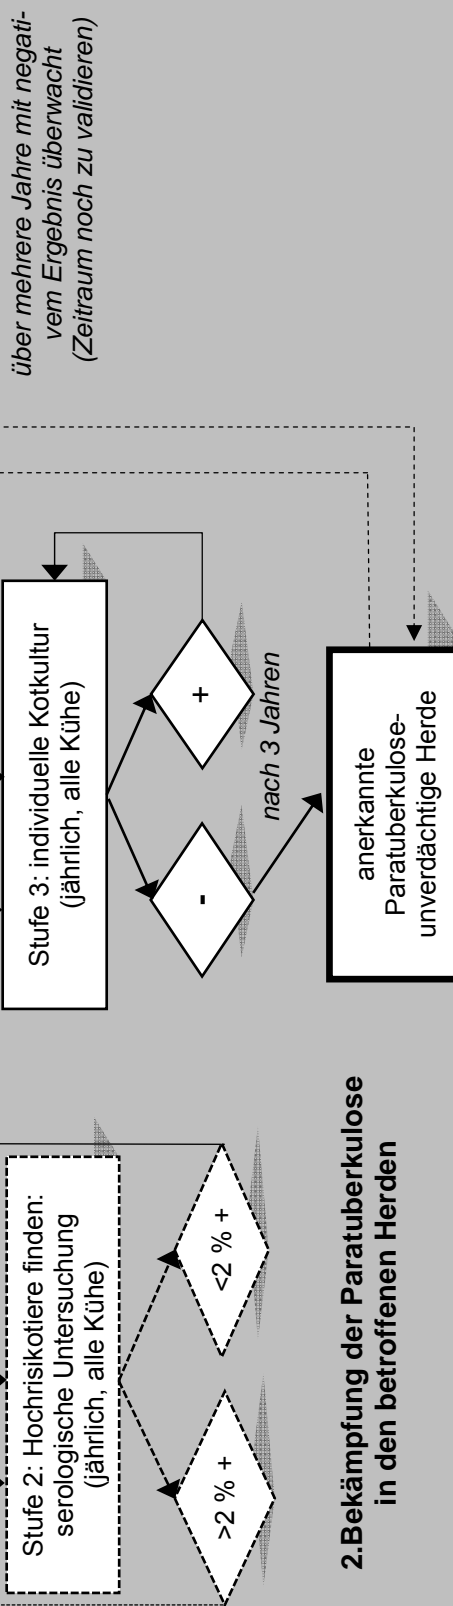 Stufe 2: Hochrisikotiere finden:
serologische Untersuchung
(jährlich, alle Kühe)
>2 % +
<2 % +
2.Bekämpfung der Paratuberkulose
in den betroffenen Herden
Stufe 3: individuelle Kotkultur
(jährlich, alle Kühe)
-
+
nach 3 Jahren
anerkannte
Paratuberkulose-
unverdächtige Herde
über mehrere Jahre mit negati-
vem Ergebnis überwacht
(Zeitraum noch zu validieren)